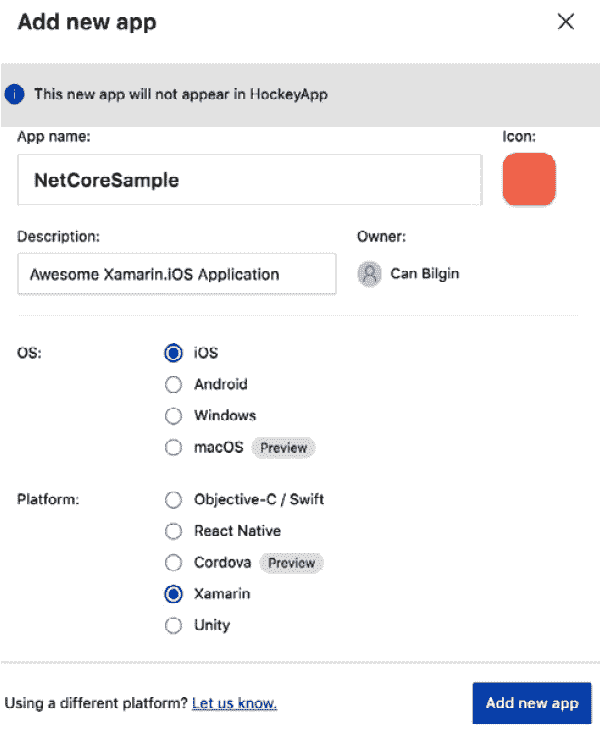 Add new app
This new app will not appear in HockeyApp
App name:
Icon:
NetCoreSample
Description:
Owner:
Awesome Xamarin.iOS Application
Can Bilgin
OS:
iOS
Android
Windows
macOS Preview
Platform:
Objective-C / Swift
React Native
Cordova Preview
Xamarin
Unity
Using a different platform? Let us know.
Add new app